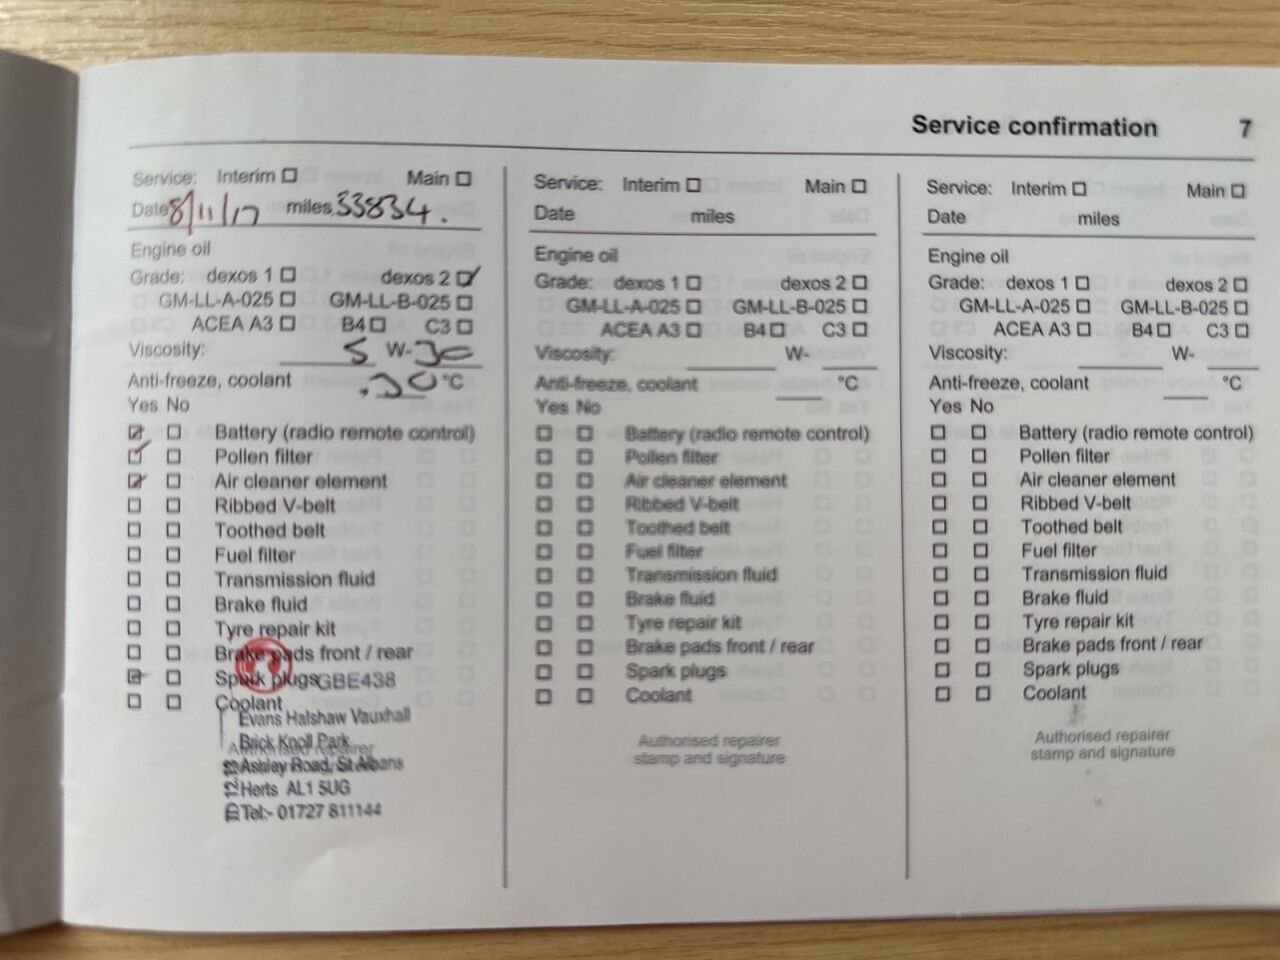 Service confirmation 7
Service: Interim Main
Date 8/11/17 miles 33834.
Engine oil
Grade: dexos 1 dexos 2
GM-LL-A-025 GM-LL-B-025
ACEA A3 B4 C3
Viscosity: 5 W-30
Anti-freeze, coolant °C
Yes No
Battery (radio remote control)
Pollen filter
Air cleaner element
Ribbed V-belt
Toothed belt
Fuel filter
Transmission fluid
Brake fluid
Tyre repair kit
Brake pads front / rear
Spark plugs GBE438
Coolant
Evans Halshaw Vauxhall
Brick Knoll Park
Authorised repairer
Ashley Road, St Albans
Herts AL1 5UG
Tel:- 01727 811144
Service: Interim Main
Date miles
Engine oil
Grade: dexos 1 dexos 2
GM-LL-A-025 GM-LL-B-025
ACEA A3 B4 C3
Viscosity: W-
Anti-freeze, coolant °C
Yes No
Battery (radio remote control)
Pollen filter
Air cleaner element
Ribbed V-belt
Toothed belt
Fuel filter
Transmission fluid
Brake fluid
Tyre repair kit
Brake pads front / rear
Spark plugs
Coolant
Authorised repairer
stamp and signature
Service: Interim Main
Date miles
Engine oil
Grade: dexos 1 dexos 2
GM-LL-A-025 GM-LL-B-025
ACEA A3 B4 C3
Viscosity: W-
Anti-freeze, coolant °C
Yes No
Battery (radio remote control)
Pollen filter
Air cleaner element
Ribbed V-belt
Toothed belt
Fuel filter
Transmission fluid
Brake fluid
Tyre repair kit
Brake pads front / rear
Spark plugs
Coolant
Authorised repairer
stamp and signature